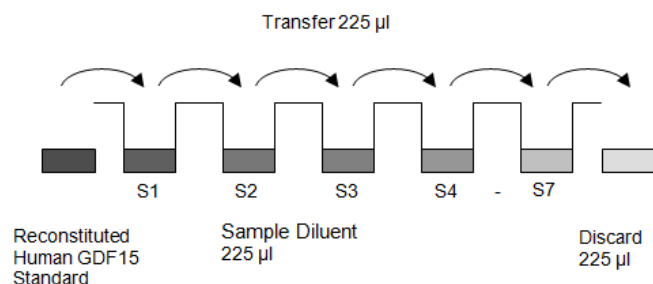 Transfer 225 µl
S1 S2 S3 S4 - S7
Reconstituted
Human GDF15
Standard
Sample Diluent
225 µl
Discard
225 µl